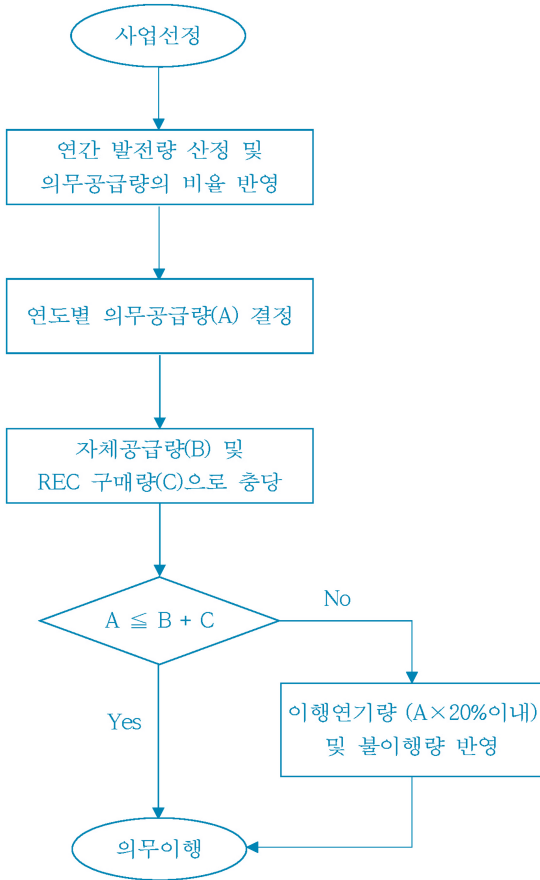 사업선정
연간 발전량 산정 및
의무공급량의 비율 반영
연도별 의무공급량(A) 결정
자체공급량(B) 및
REC 구매량(C)으로 충당
A ≦ B + C
No
이행연기량 (A×20%이내)
및 불이행량 반영
Yes
의무이행